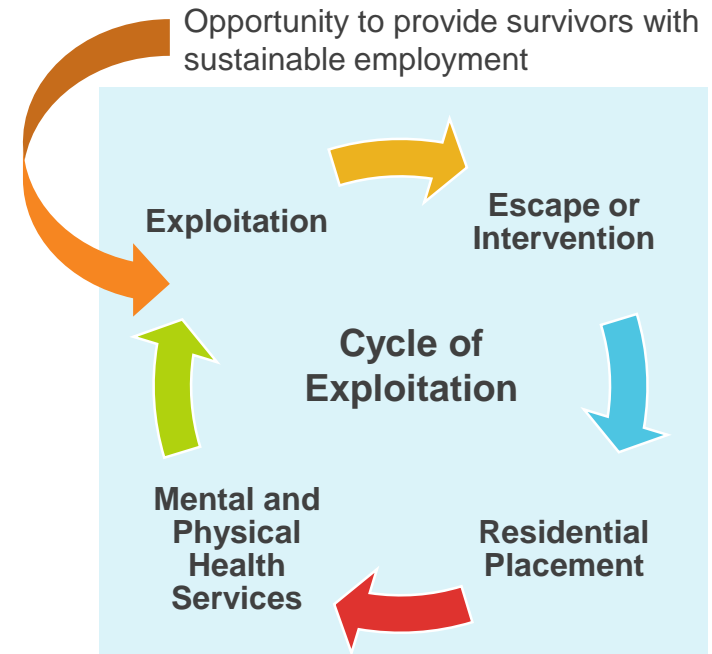 Opportunity to provide survivors with
sustainable employment
Exploitation
Escape or
Intervention
Cycle of
Exploitation
Mental and
Physical
Health
Services
Residential
Placement